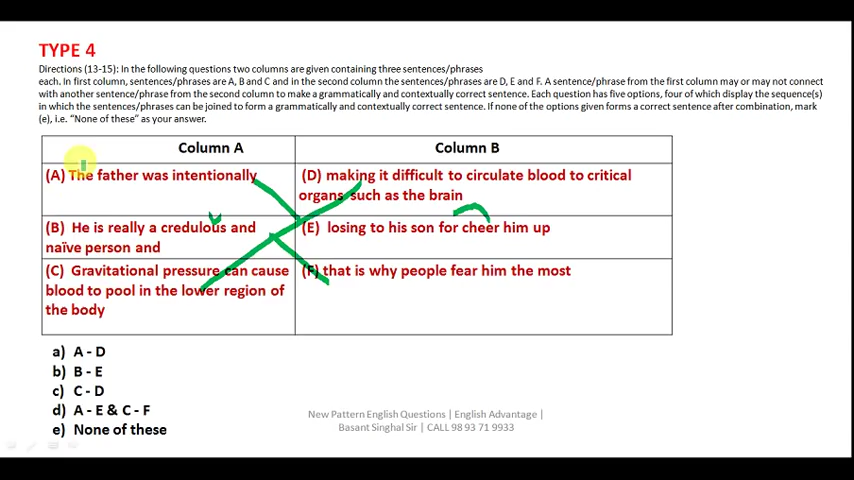 TYPE 4
Directions (13-15): In the following questions two columns are given containing three sentences/phrases
each. In first column, sentences/phrases are A, B and C and in the second column the sentences/phrases are D, E and F. A sentence/phrase from the first column may or may not connect
with another sentence/phrase from the second column to make a grammatically and contextually correct sentence. Each question has five options, four of which display the sequence(s)
in which the sentences/phrases can be joined to form a grammatically and contextually correct sentence. If none of the options given forms a correct sentence after combination, mark
(e), i.e. “None of these” as your answer.
Column A
Column B
(A) The father was intentionally
(D) making it difficult to circulate blood to critical
organs such as the brain
(B) He is really a credulous and
naïve person and
(E) losing to his son for cheer him up
(C) Gravitational pressure can cause
blood to pool in the lower region of
the body
(F) that is why people fear him the most
a) A - D
b) B - E
c) C - D
d) A - E & C - F
e) None of these
New Pattern English Questions | English Advantage |
Basant Singhal Sir | CALL 98 93 71 9933